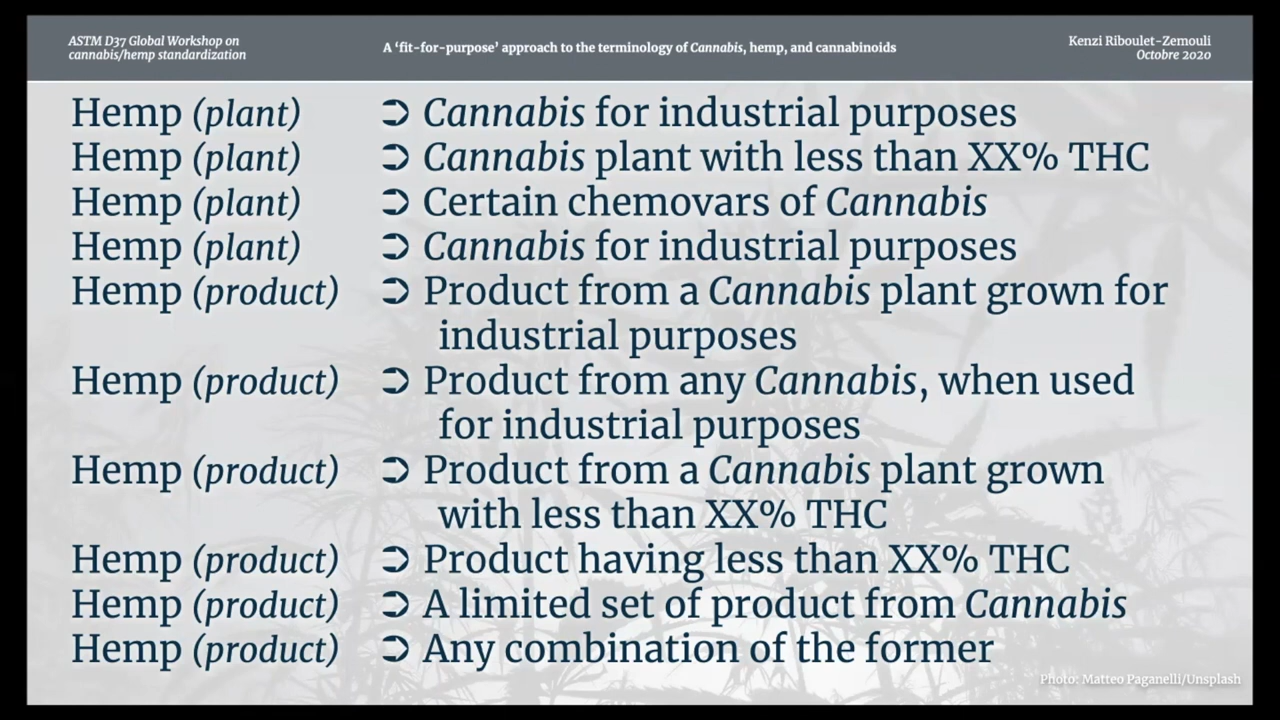 ASTM D37 Global Workshop on
cannabis/hemp standardization
A ‘fit-for-purpose’ approach to the terminology of Cannabis, hemp, and cannabinoids
Kenzi Riboulet-Zemouli
Octobre 2020
Hemp (plant) ➲ Cannabis for industrial purposes
Hemp (plant) ➲ Cannabis plant with less than XX% THC
Hemp (plant) ➲ Certain chemovars of Cannabis
Hemp (plant) ➲ Cannabis for industrial purposes
Hemp (product) ➲ Product from a Cannabis plant grown for
industrial purposes
Hemp (product) ➲ Product from any Cannabis, when used
for industrial purposes
Hemp (product) ➲ Product from a Cannabis plant grown
with less than XX% THC
Hemp (product) ➲ Product having less than XX% THC
Hemp (product) ➲ A limited set of product from Cannabis
Hemp (product) ➲ Any combination of the former
Photo: Matteo Paganelli/Unsplash